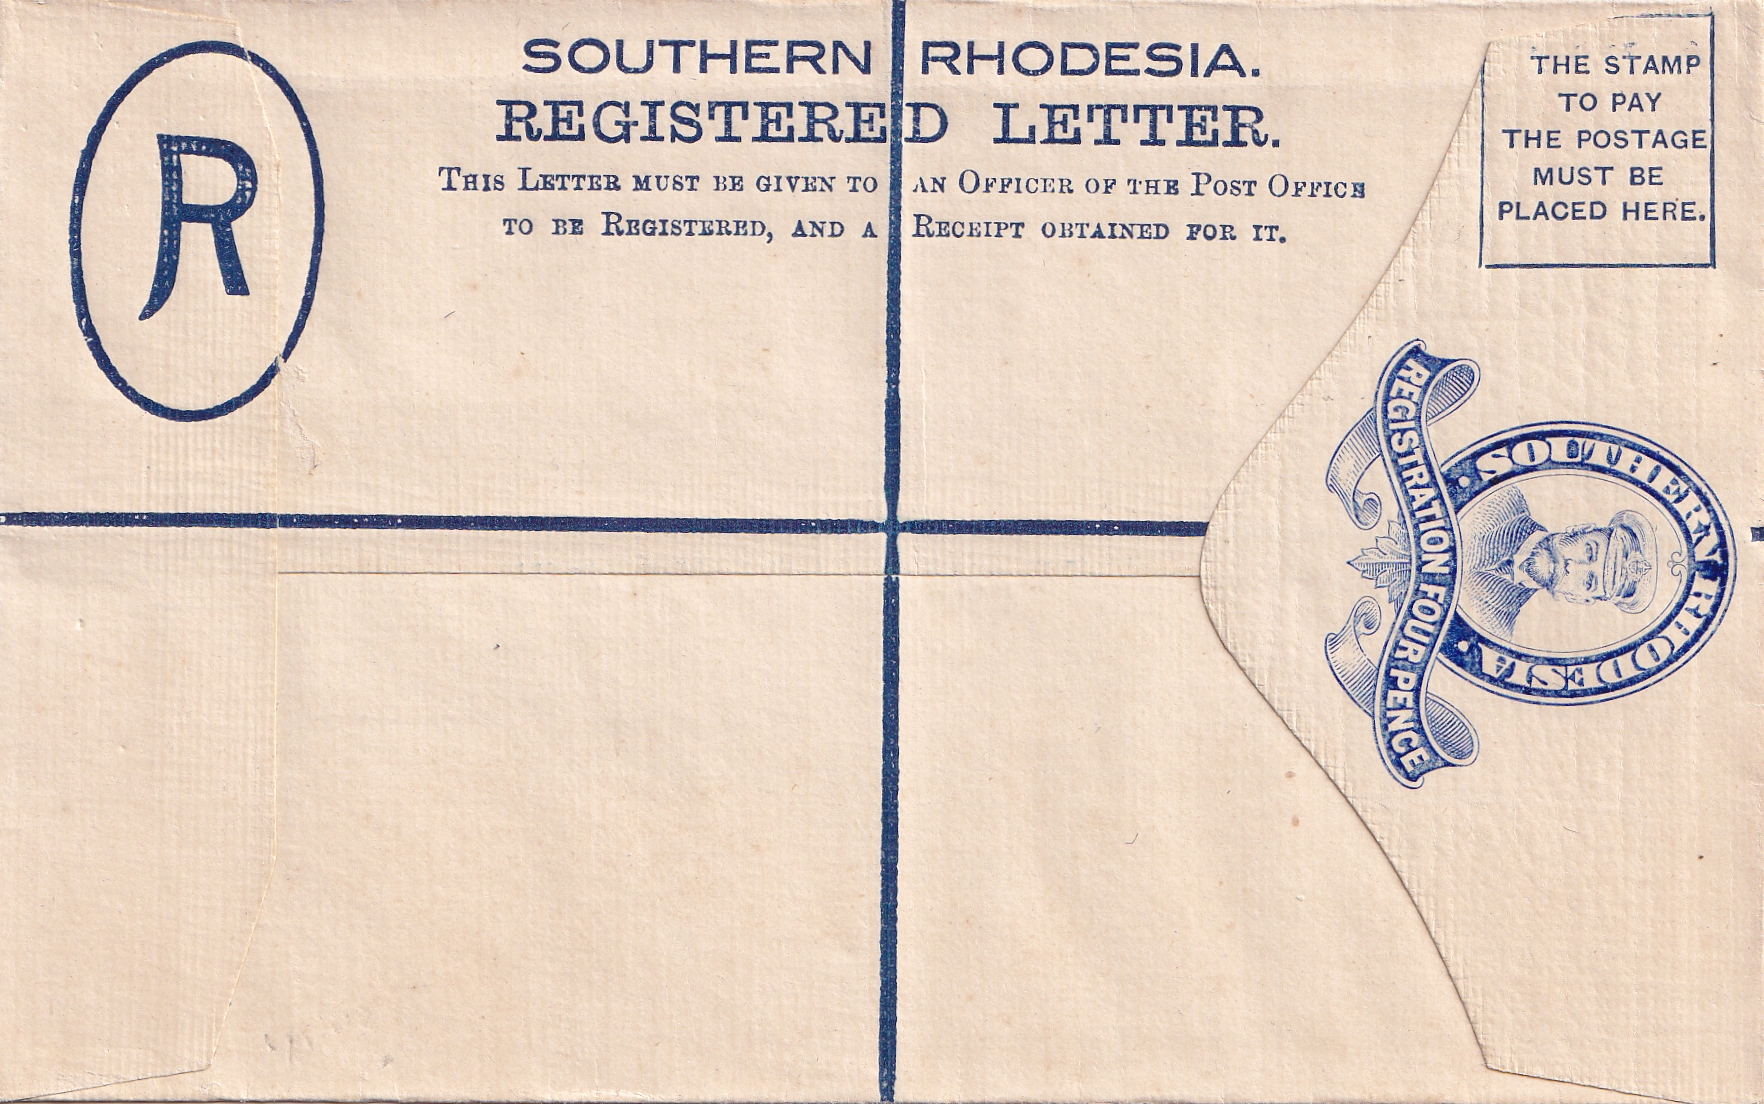 R
SOUTHERN RHODESIA.
REGISTERED LETTER.
THIS LETTER MUST BE GIVEN TO AN OFFICER OF THE POST OFFICE
TO BE REGISTERED, AND A RECEIPT OBTAINED FOR IT.
THE STAMP
TO PAY
THE POSTAGE
MUST BE
PLACED HERE.
REGISTRATION FOUR PENCE
· SOUTHERN RHODESIA ·